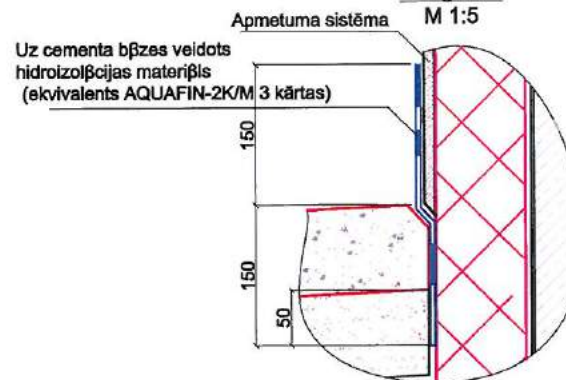 M 1:5
Apmetuma sistēma
Uz cementa bβzes veidots
hidroizolβcijas materiβls
(ekvivalents AQUAFIN-2K/M 3 kārtas)
150
150
50